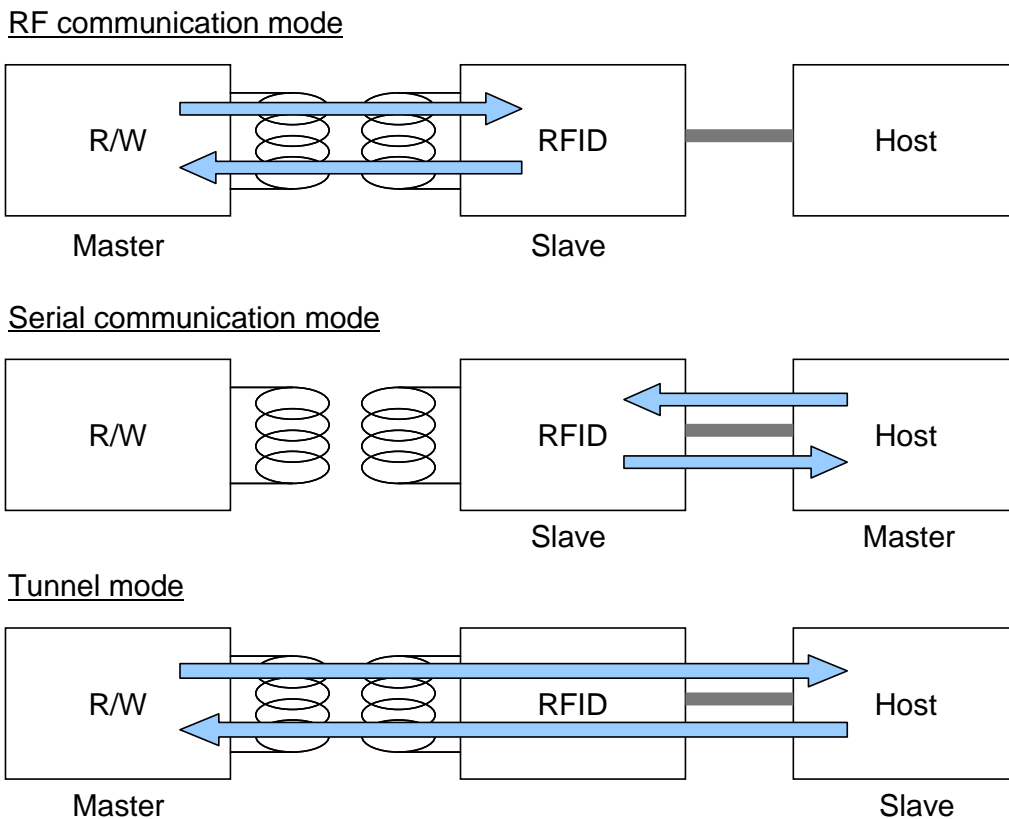 RF communication mode
R/W RFID Host
Master Slave
Serial communication mode
R/W RFID Host
Slave Master
Tunnel mode
R/W RFID Host
Master Slave